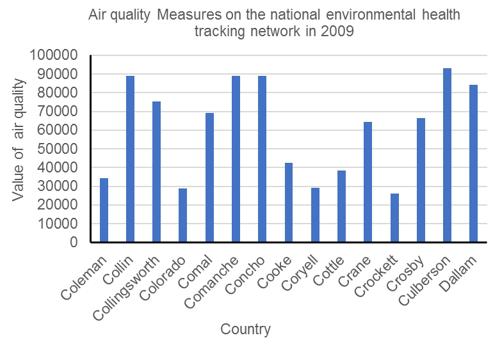 Air quality Measures on the national environmental health
tracking network in 2009
Value of air quality
100000
90000
80000
70000
60000
50000
40000
30000
20000
10000
0
Coleman
Collin
Collingsworth
Colorado
Comal
Comanche
Concho
Cooke
Coryell
Cottle
Crane
Crockett
Crosby
Culberson
Dallam
Country